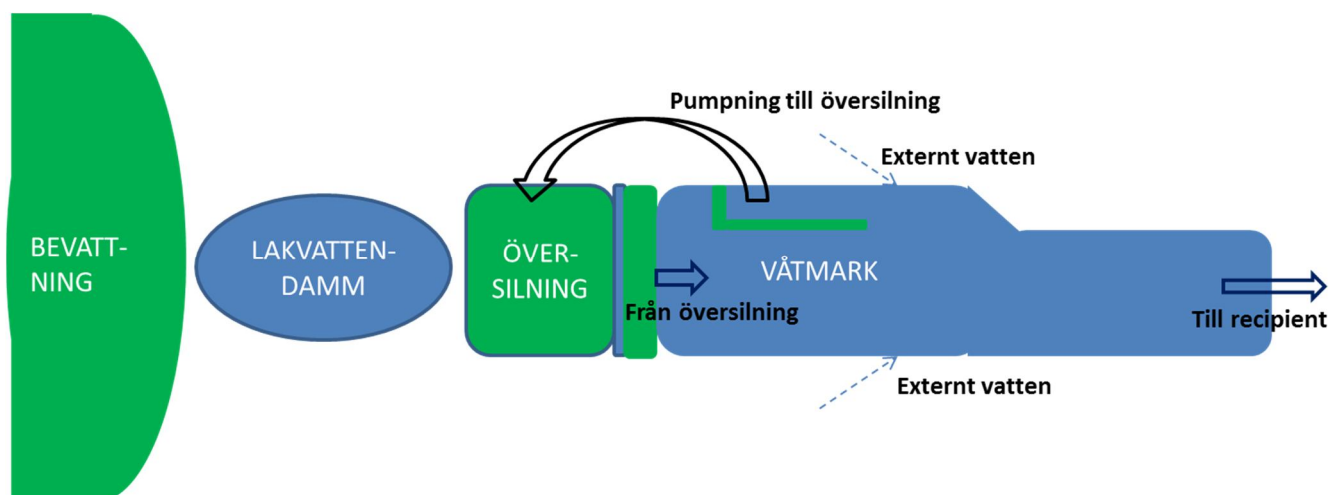 Pumpning till översilning
Externt vatten
BEVATT-
NING
LAKVATTEN-
DAMM
ÖVER-
SILNING
VÅTMARK
Från översilning
Till recipient
Externt vatten